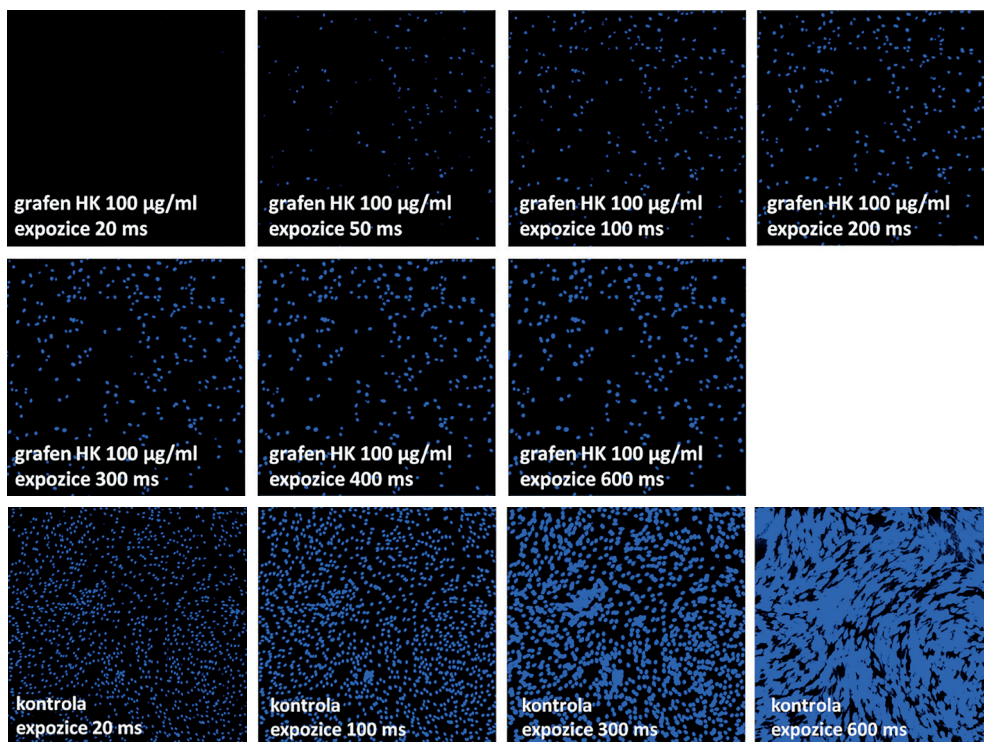 grafen HK 100 µg/ml
expozice 20 ms
grafen HK 100 µg/ml
expozice 50 ms
grafen HK 100 µg/ml
expozice 100 ms
grafen HK 100 µg/ml
expozice 200 ms
grafen HK 100 µg/ml
expozice 300 ms
grafen HK 100 µg/ml
expozice 400 ms
grafen HK 100 µg/ml
expozice 600 ms
kontrola
expozice 20 ms
kontrola
expozice 100 ms
kontrola
expozice 300 ms
kontrola
expozice 600 ms